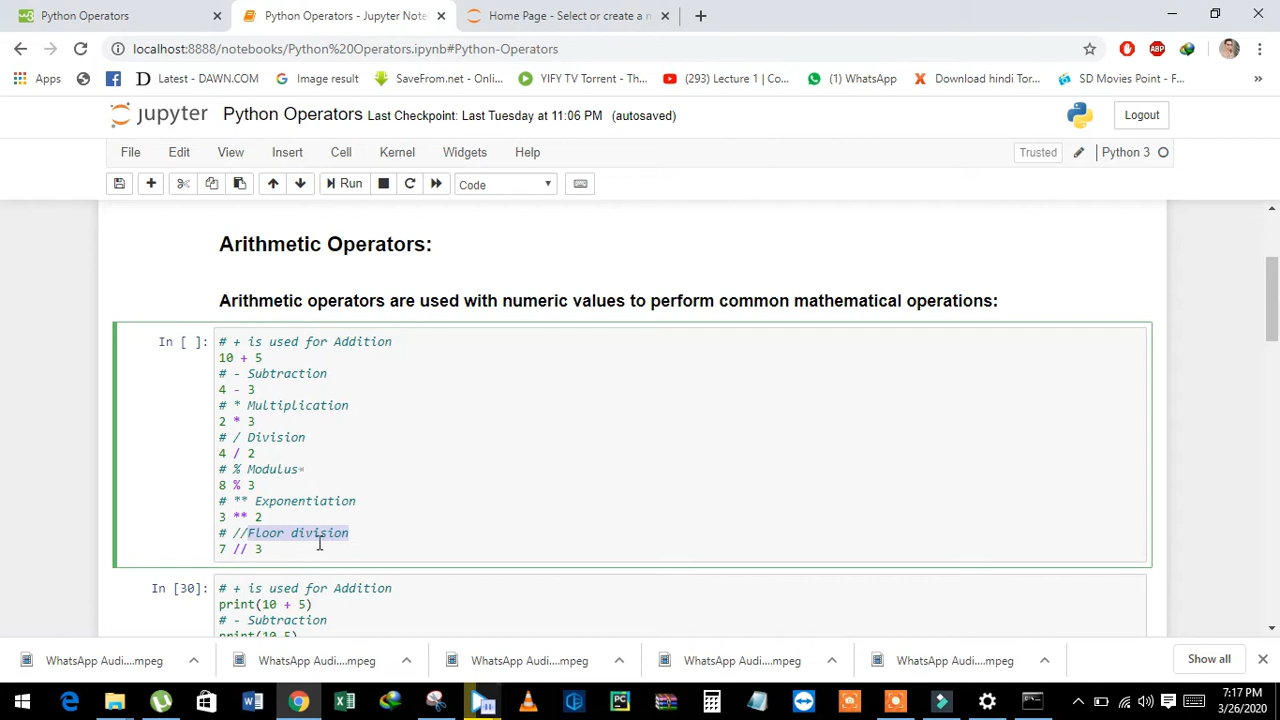 Python Operators
Python Operators - Jupyter Note
Home Page - Select or create a n
localhost:8888/notebooks/Python%20Operators.ipynb#Python-Operators
ABP
Apps
Latest - DAWN.COM
Image result
SaveFrom.net - Onl...
YIFY TV Torrent - Th...
(293) Lecture 1 | Co...
(1) WhatsApp
Download hindi Tor...
SD Movies Point - F...
»
jupyter
Python Operators Last Checkpoint: Last Tuesday at 11:06 PM (autosaved)
Logout
File
Edit
View
Insert
Cell
Kernel
Widgets
Help
Trusted
Python 3
Run
Code
Arithmetic Operators:
Arithmetic operators are used with numeric values to perform common mathematical operations:
In [ ]:
# + is used for Addition
10 + 5
# - Subtraction
4 - 3
# * Multiplication
2 * 3
# / Division
4 / 2
# % Modulus*
8 % 3
# ** Exponentiation
3 ** 2
# //Floor division
7 // 3
In [30]:
# + is used for Addition
print(10 + 5)
# - Subtraction
print(10-5)
WhatsApp Audi....mpeg
WhatsApp Audi....mpeg
WhatsApp Audi....mpeg
WhatsApp Audi....mpeg
WhatsApp Audi....mpeg
Show all
7:17 PM
3/26/2020